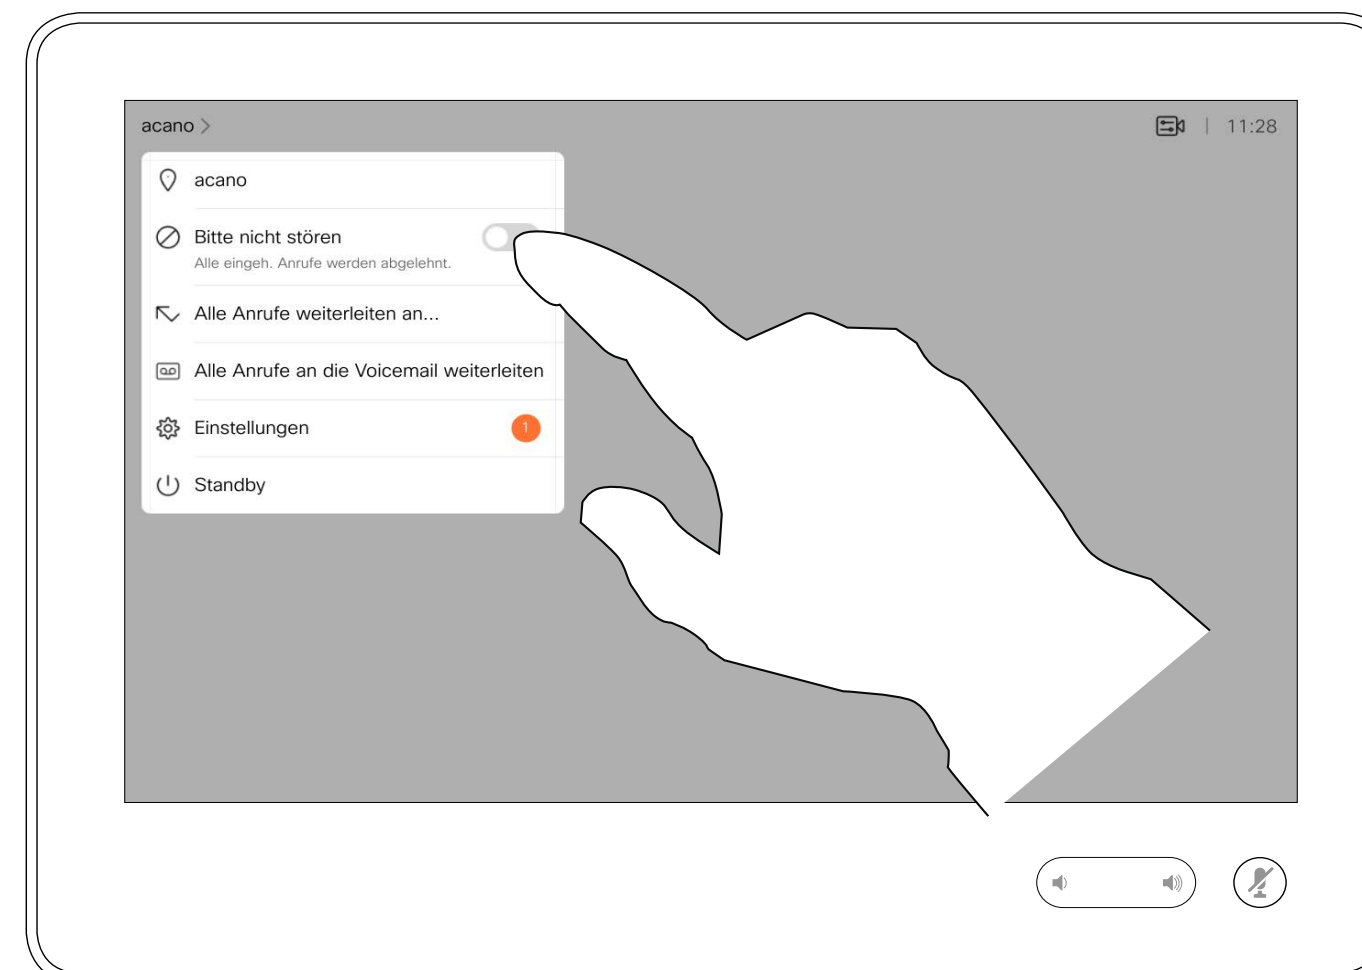 acano >
11:28
acano
Bitte nicht stören
Alle eingeh. Anrufe werden abgelehnt.
Alle Anrufe weiterleiten an...
Alle Anrufe an die Voicemail weiterleiten
Einstellungen
1
Standby